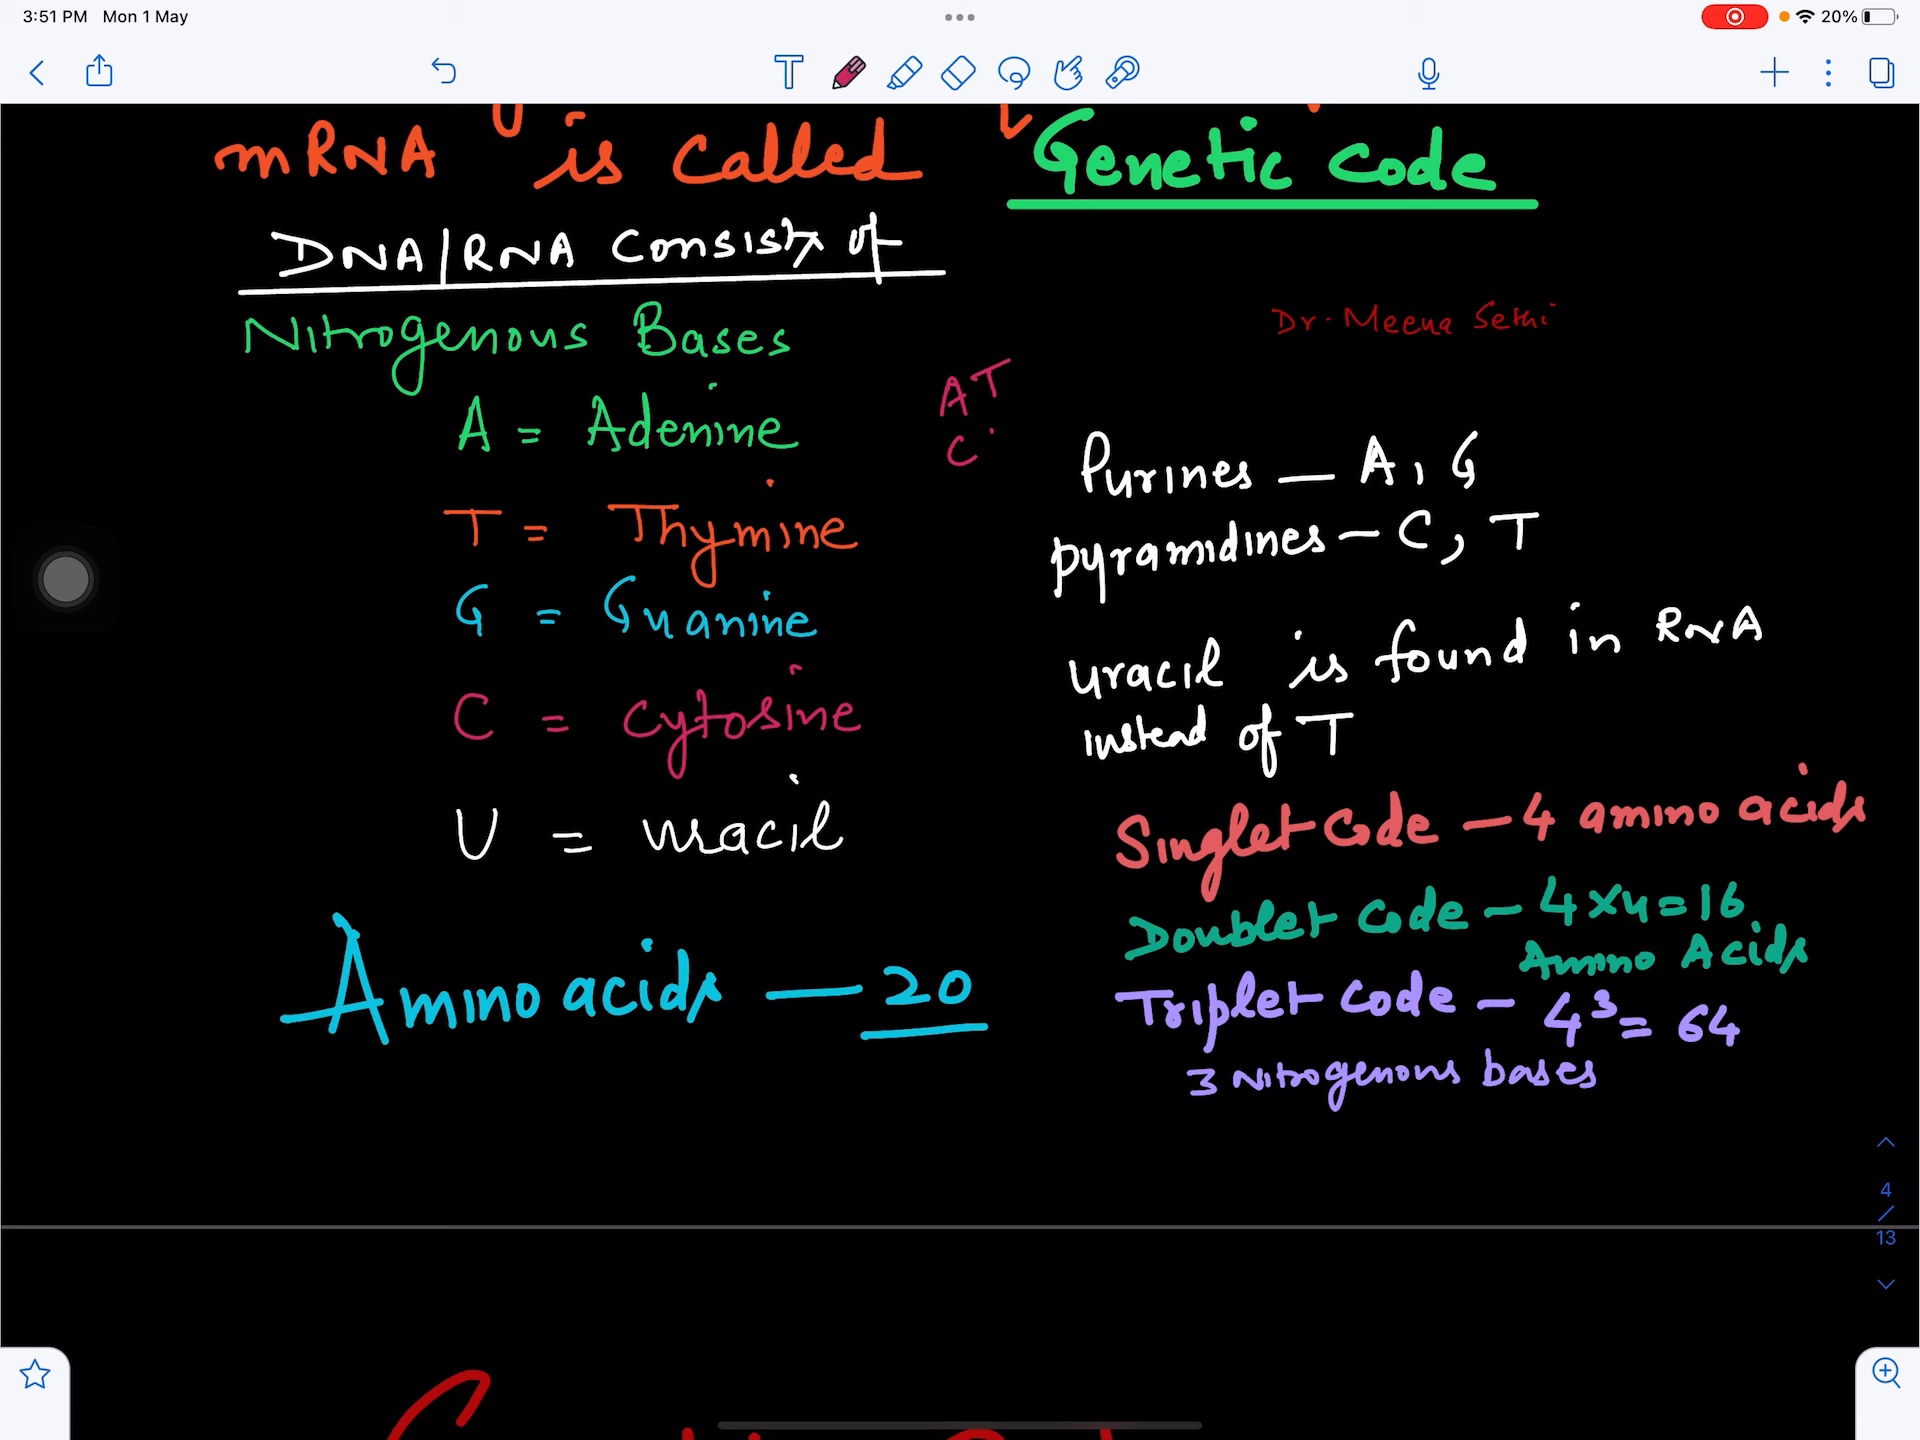 3:51 PM Mon 1 May
20%
mRNA is called Genetic Code
DNA/RNA Consists of
Nitrogenous Bases
Dr. Meena Sethi
A = Adenine
A T
C
T = Thymine
G = Guanine
C = Cytosine
U = uracil
Amino acids — 20
Purines — A, G
pyramidines — C, T
uracil is found in RNA
instead of T
Singlet Code — 4 amino acids
Doublet Code — 4x4=16
Amino Acids
Triplet Code — 4³ = 64
3 Nitrogenous bases
4
/
13